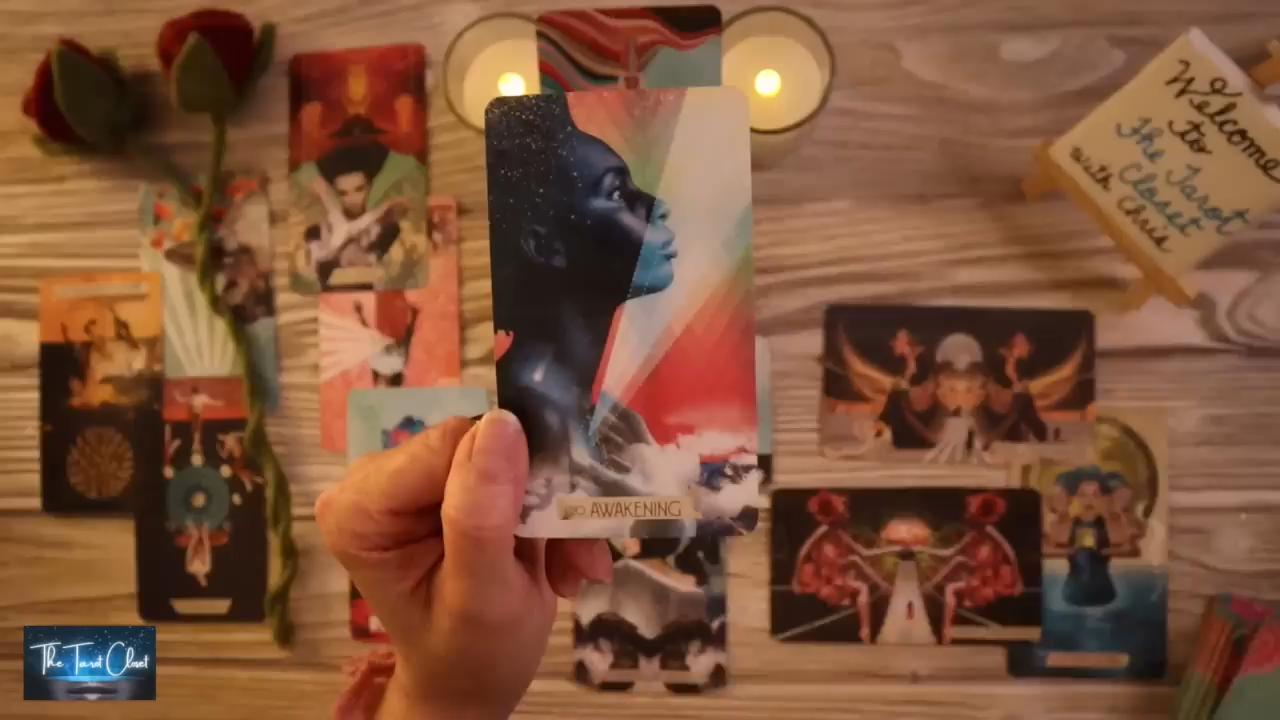 Welcome
to
The Tarot
Closet
with Chris
AWAKENING
The Tarot Closet